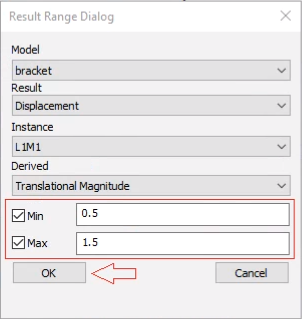 Result Range Dialog
Model
bracket
Result
Displacement
Instance
L1M1
Derived
Translational Magnitude
Min 0.5
Max 1.5
OK Cancel